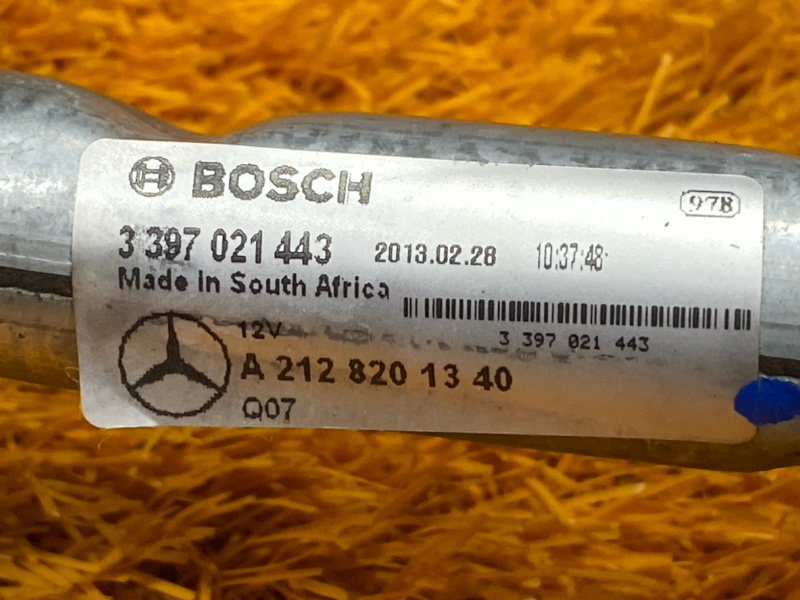 BOSCH
978
3 397 021 443 2013.02.28 10:37:48
Made in South Africa
3 397 021 443
12V
A 212 820 13 40
Q07